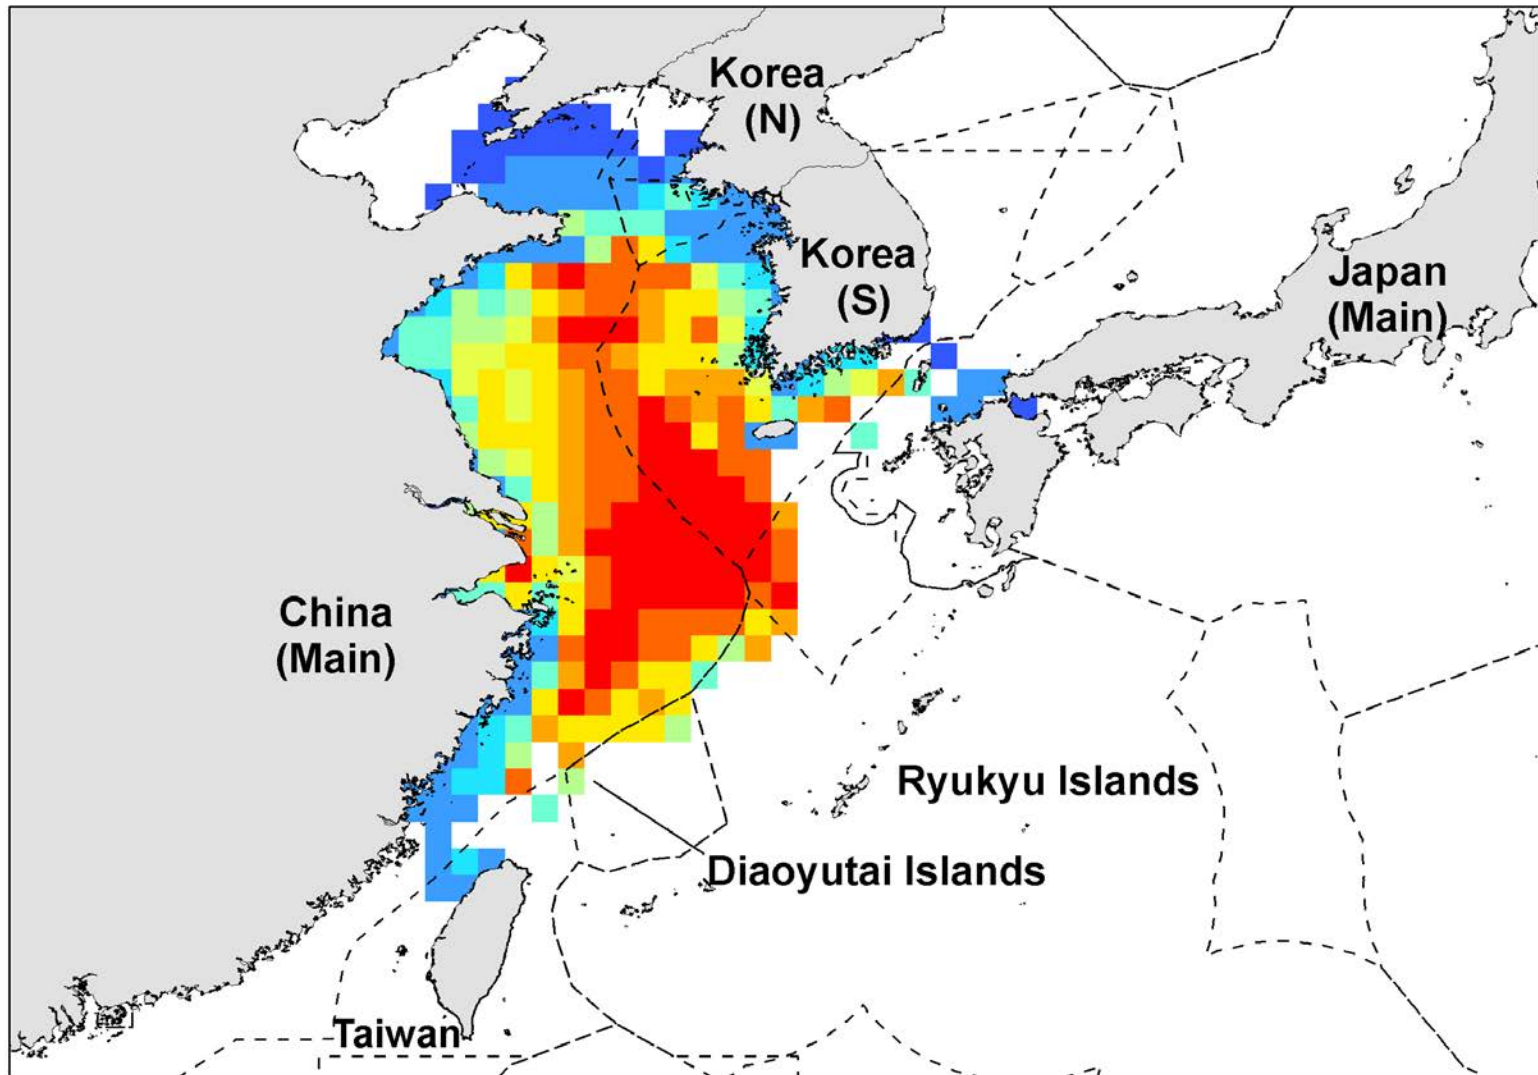 Korea
(N)
Korea
(S)
Japan
(Main)
China
(Main)
Ryukyu Islands
Diaoyutai Islands
Taiwan